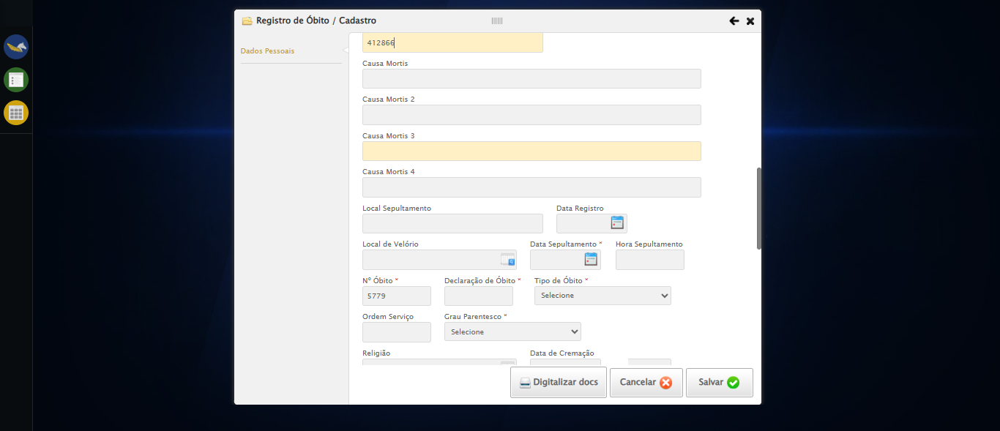 Registro de Óbito / Cadastro
Dados Pessoais
412866
Causa Mortis
Causa Mortis 2
Causa Mortis 3
Causa Mortis 4
Local Sepultamento Data Registro
Local de Velório Data Sepultamento * Hora Sepultamento
Nº Óbito * Declaração de Óbito * Tipo de Óbito *
5779 Selecione
Ordem Serviço Grau Parentesco *
Selecione
Religião Data de Cremação
Digitalizar docs Cancelar Salvar